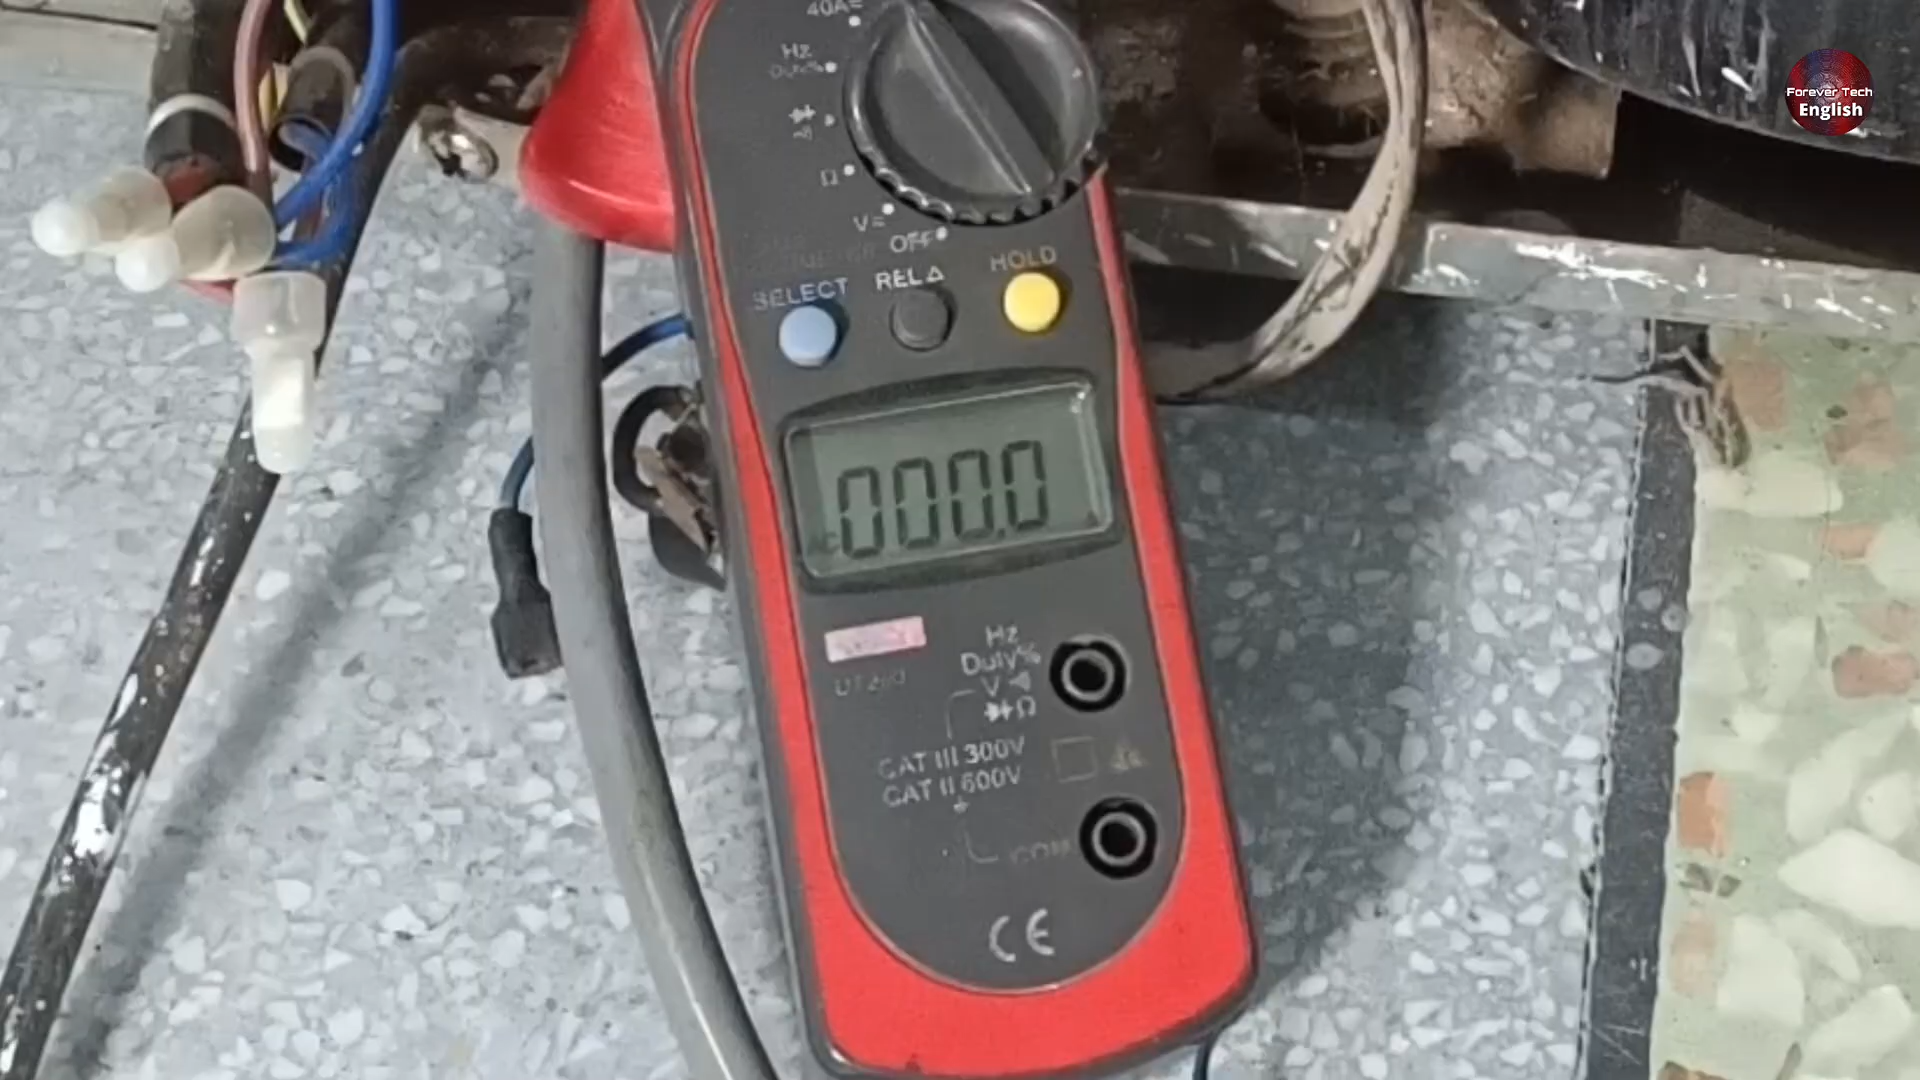 40A≂
Hz
Duty%
Ω
V≂
OFF
SELECT
REL Δ
HOLD
000.0
Hz
Duty%
V
Ω
CAT III 300V
CAT II 600V
COM
CE
Forever Tech
English